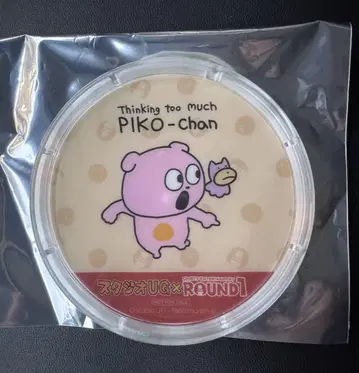 Thinking too much
PIKO-chan
スタジオUG×ROUND1